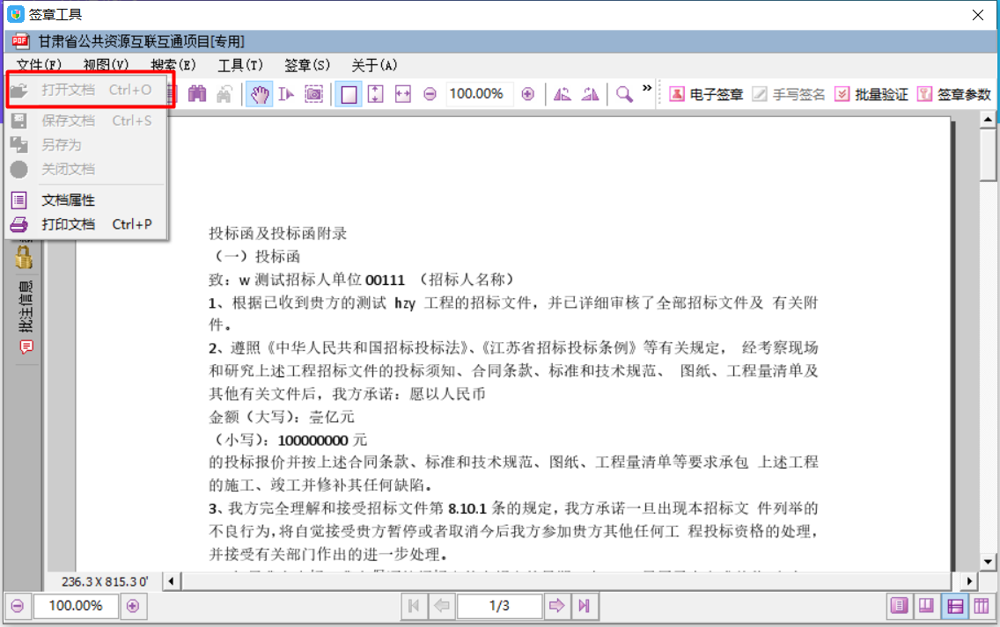 签章工具
甘肃省公共资源互联互通项目[专用]
文件(F) 视图(V) 搜索(E) 工具(T) 签章(S) 关于(A)
打开文档 Ctrl+O
100.00%
»
电子签章 手写签名 批量验证 签章参数
保存文档 Ctrl+S
另存为
关闭文档
文档属性
打印文档 Ctrl+P
批注信息
投标函及投标函附录
（一）投标函
致：w 测试招标人单位 00111 （招标人名称）
1、根据已收到贵方的测试 hzy 工程的招标文件，并已详细审核了全部招标文件及 有关附
件。
2、遵照《中华人民共和国招标投标法》、《江苏省招标投标条例》等有关规定， 经考察现场
和研究上述工程招标文件的投标须知、合同条款、标准和技术规范、 图纸、工程量清单及
其他有关文件后，我方承诺：愿以人民币
金额（大写）：壹亿元
（小写）：100000000 元
的投标报价并按上述合同条款、标准和技术规范、图纸、工程量清单等要求承包 上述工程
的施工、竣工并修补其任何缺陷。
3、我方完全理解和接受招标文件第 8.10.1 条的规定，我方承诺一旦出现本招标文 件列举的
不良行为，将自觉接受贵方暂停或者取消今后我方参加贵方其他任何工 程投标资格的处理，
并接受有关部门作出的进一步处理。
236.3 X 815.3 0'
100.00%
1/3